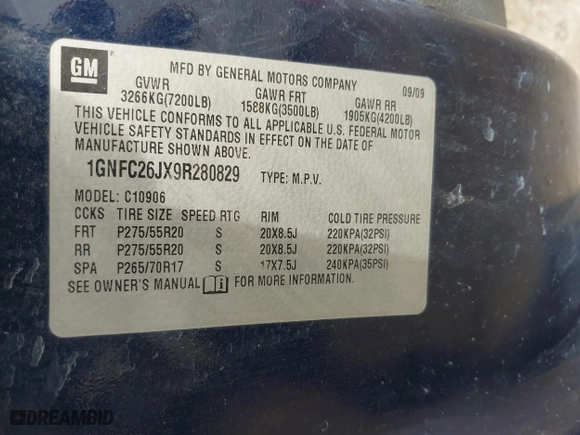 GM
MFD BY GENERAL MOTORS COMPANY 09/09
GVWR GAWR FRT GAWR RR
3266KG(7200LB) 1588KG(3500LB) 1905KG(4200LB)
THIS VEHICLE CONFORMS TO ALL APPLICABLE U.S. FEDERAL MOTOR
VEHICLE SAFETY STANDARDS IN EFFECT ON THE DATE OF
MANUFACTURE SHOWN ABOVE.
1GNFC26JX9R280829 TYPE: M.P.V.
MODEL: C10906
CCKS TIRE SIZE SPEED RTG RIM COLD TIRE PRESSURE
FRT P275/55R20 S 20X8.5J 220KPA(32PSI)
RR P275/55R20 S 20X8.5J 220KPA(32PSI)
SPA P265/70R17 S 17X7.5J 240KPA(35PSI)
SEE OWNER'S MANUAL FOR MORE INFORMATION
DREAMBID